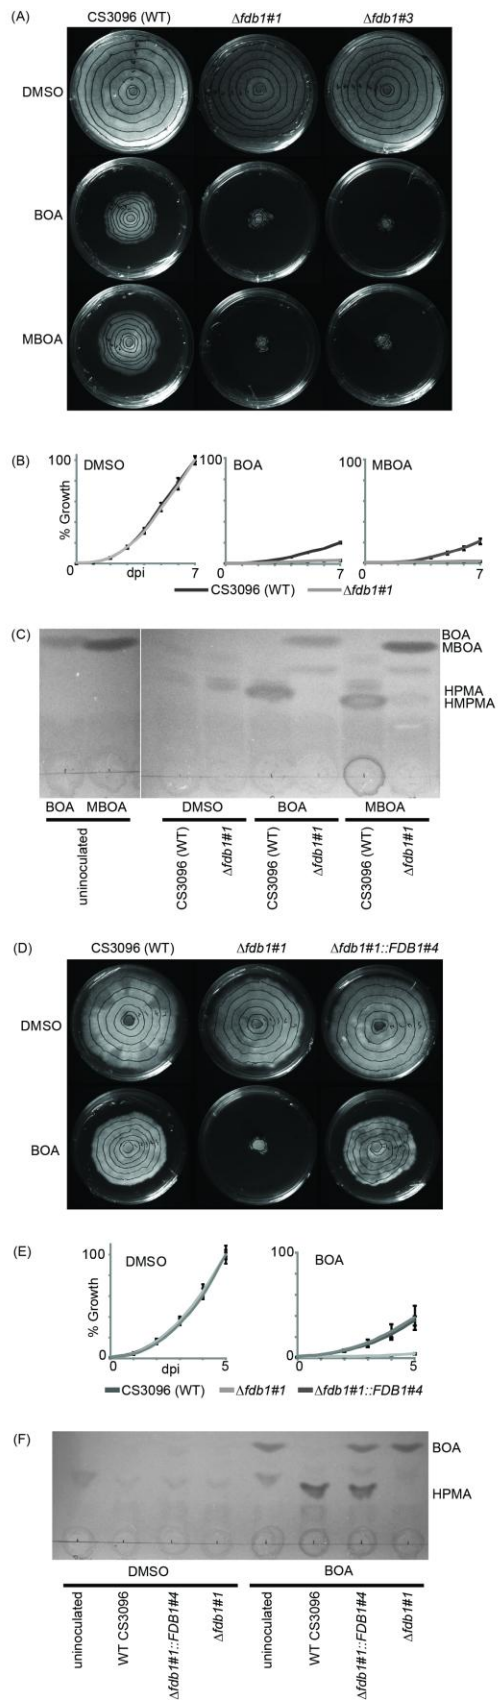 (A)
CS3096 (WT) Δfdb1#1 Δfdb1#3
DMSO
BOA
MBOA
(B)
100 DMSO 100 BOA 100 MBOA
% Growth
0 dpi 7 0 7 0 7
CS3096 (WT) Δfdb1#1
(C)
BOA
MBOA
HPMA
HMPMA
BOA MBOA DMSO BOA MBOA
uninoculated CS3096 (WT) Δfdb1#1 CS3096 (WT) Δfdb1#1 CS3096 (WT) Δfdb1#1
(D)
CS3096 (WT) Δfdb1#1 Δfdb1#1::FDB1#4
DMSO
BOA
(E)
100 DMSO 100 BOA
% Growth
0 dpi 5 0 5
CS3096 (WT) Δfdb1#1 Δfdb1#1::FDB1#4
(F)
BOA
HPMA
DMSO BOA
uninoculated WT CS3096 Δfdb1#1::FDB1#4 Δfdb1#1 uninoculated WT CS3096 Δfdb1#1::FDB1#4 Δfdb1#1